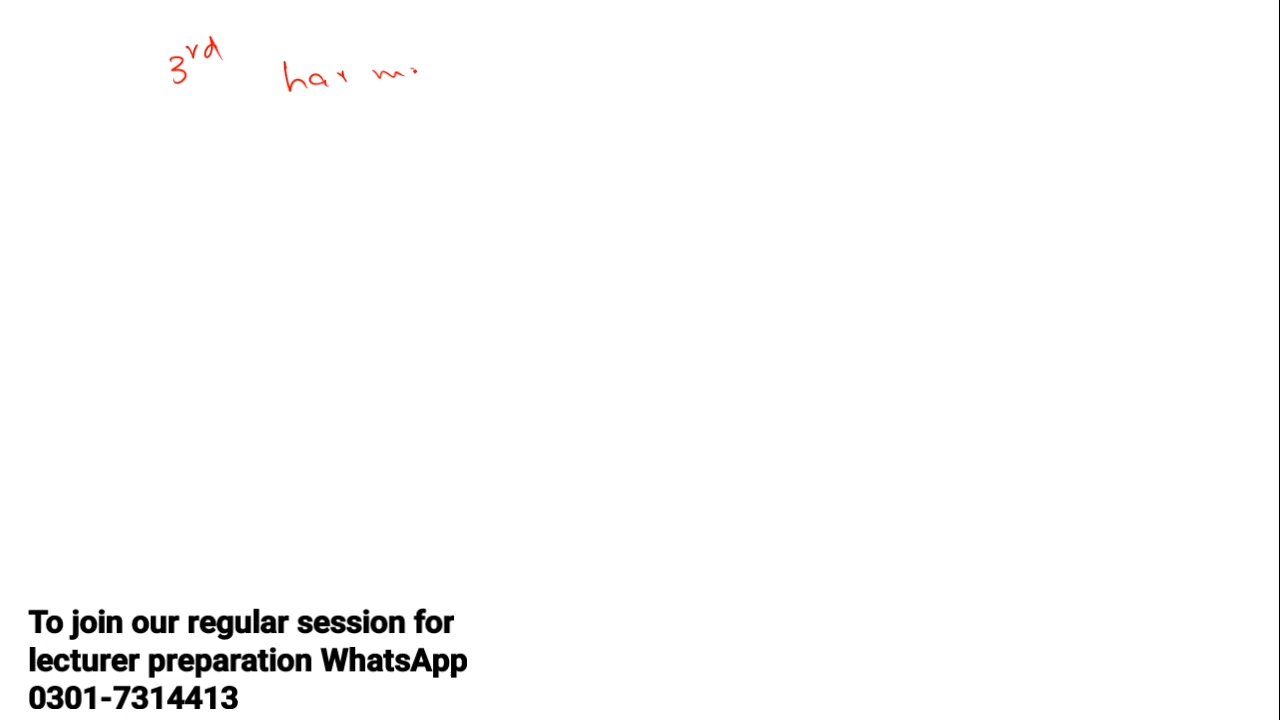 3rd harm
To join our regular session for
lecturer preparation WhatsApp
0301-7314413